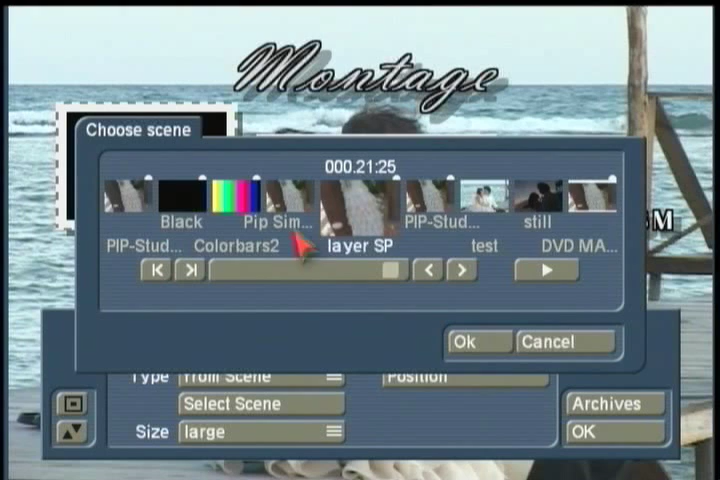 Montage
Choose scene
000.21:25
Black
Pip Sim...
PIP-Stud...
still
M
PIP-Stud...
Colorbars2
layer SP
test
DVD MA...
Ok
Cancel
Type
From Scene
Position
Select Scene
Archives
Size
large
OK